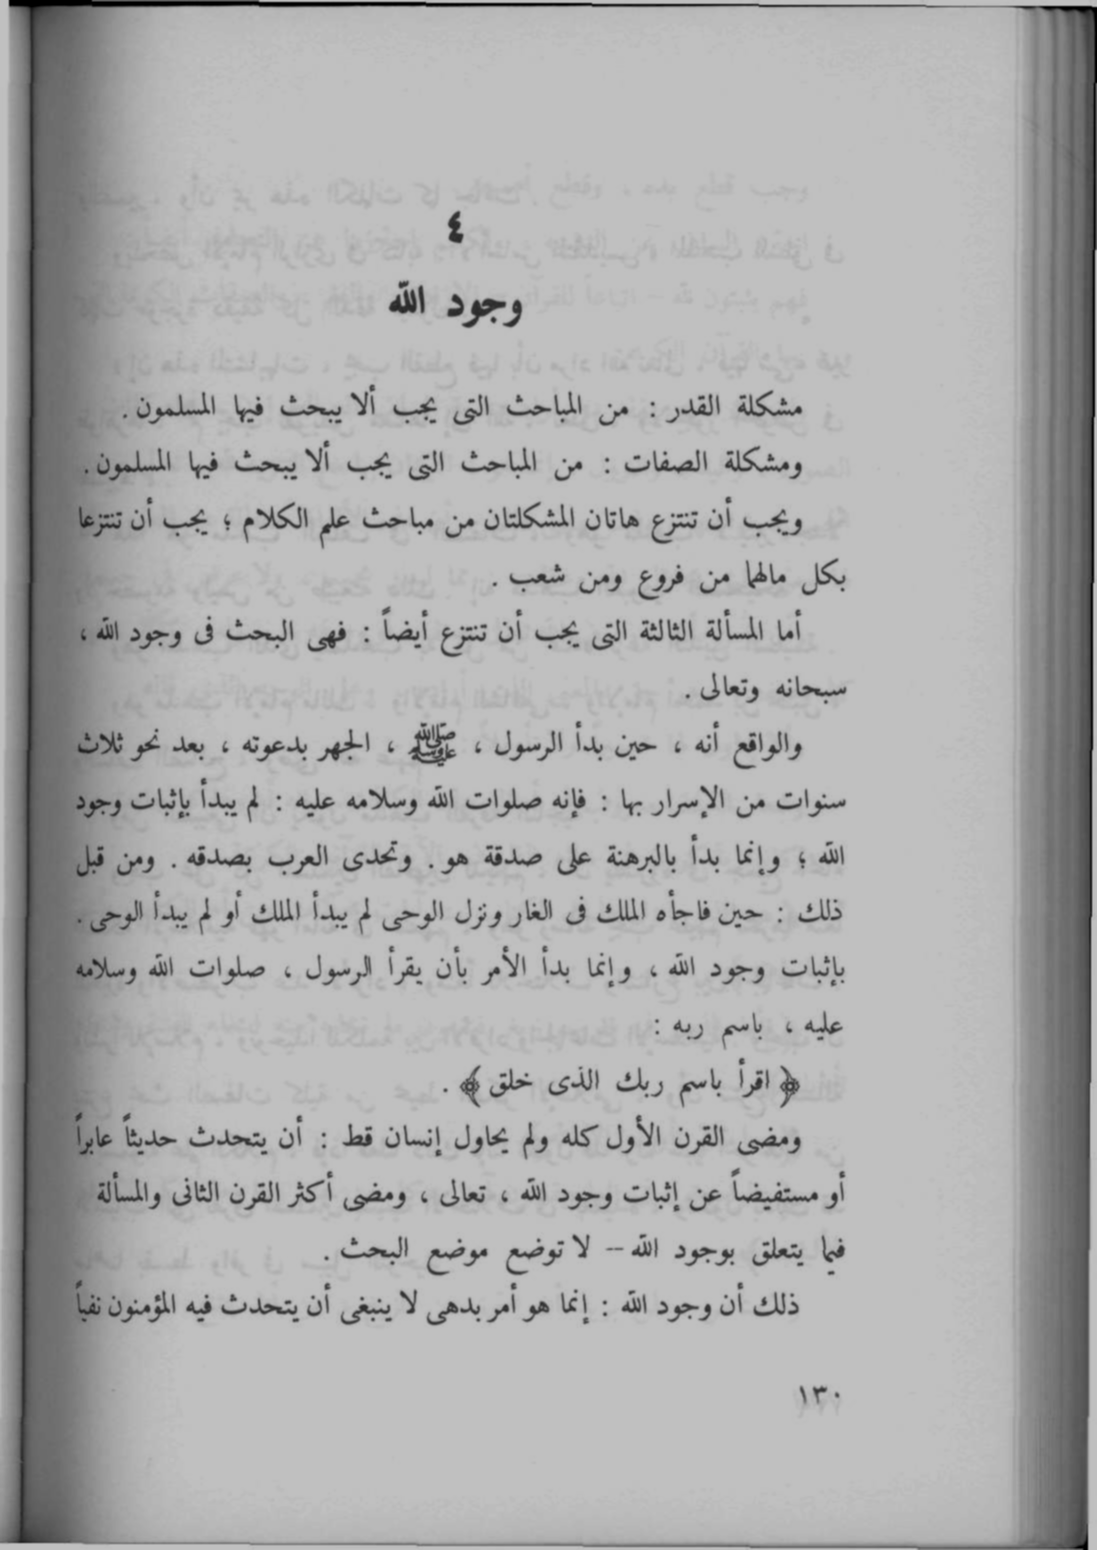 ٤
وجود الله
مشكلة القدر : من المباحث التى يجب ألا يبحث فيها المسلمون .
ومشكلة الصفات : من المباحث التى يجب ألا يبحث فيها المسلمون .
ويجب أن تنتزع هاتان المشكلتان من مباحث علم الكلام ؛ يجب أن تنتزعا
بكل مالهما من فروع ومن شعب .
أما المسألة الثالثة التى يجب أن تنتزع أيضاً : فهى البحث فى وجود الله ،
سبحانه وتعالى .
والواقع أنه ، حين بدأ الرسول ، ﷺ ، الجهر بدعوته ، بعد نحو ثلاث
سنوات من الإسرار بها : فإنه صلوات الله وسلامه عليه : لم يبدأ بإثبات وجود
الله ؛ وإنما بدأ بالبرهنة على صدقة هو . وتحدى العرب بصدقه . ومن قبل
ذلك : حين فاجأه الملك فى الغار ونزل الوحى لم يبدأ الملك أو لم يبدأ الوحى .
بإثبات وجود الله ، وإنما بدأ الأمر بأن يقرأ الرسول ، صلوات الله وسلامه
عليه ، باسم ربه :
﴿ اقرأ باسم ربك الذى خلق ﴾ .
ومضى القرن الأول كله ولم يحاول إنسان قط : أن يتحدث حديثاً عابراً
أو مستفيضاً عن إثبات وجود الله ، تعالى ، ومضى أكثر القرن الثانى والمسألة
فيما يتعلق بوجود الله -- لا توضع موضع البحث .
ذلك أن وجود الله : إنما هو أمر بدهى لا ينبغى أن يتحدث فيه المؤمنون نفياً
١٣٠